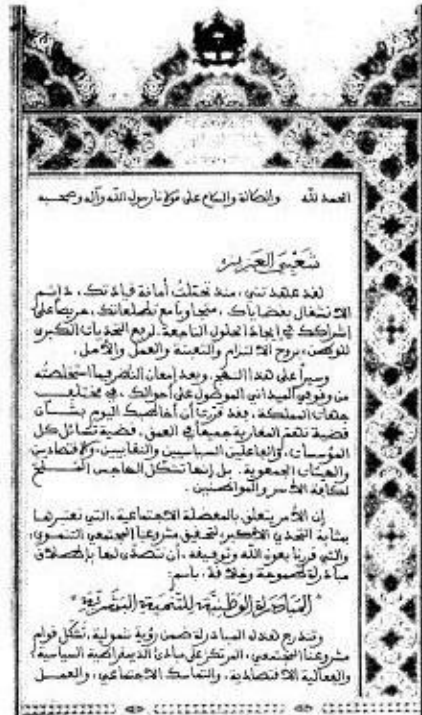 الحمد لله والصلاة والسلام على مولانا رسول الله وآله وصحبه
شعبي العزيز
لقد عهدتني، منذ تحملت أمانة قيادتك، دائم
الانشغال بقضاياك، متجاوبا مع تطلعاتك، حريصا على
إشراكك في إيجاد الحلول الناجعة، لرفع التحديات الكبرى
للوطن، بروح الالتزام والتعبئة والعمل والأمل.
وسيرا على هذا النهج، وبعد إمعان النظر فيما استخلصته
من وقوفي الميداني الموصول على أحوالك، في مختلف
جهات المملكة، فقد قررت أن أخاطبك اليوم بشأن
قضية تهم المغاربة جميعا في العمق، قضية تسائل كل
المؤسسات، والفاعلين السياسيين والنقابيين، والاقتصاديين
والهيئات الجمعوية. بل إنها تشكل الهاجس الملح
لكافة الأسر والمواطنين.
إن الأمر يتعلق بالمعضلة الاجتماعية، التي نعتبرها
بمثابة التحدي الأكبر، لتحقيق مشروعنا المجتمعي التنموي،
والتي قررنا بعون الله وتوفيقه، أن نتصدى لها بإطلاق
مبادرة طموحة وخلاقة، باسم:
"المبادرة الوطنية للتنمية البشرية"
وتندرج هذه المبادرة ضمن رؤية شمولية، تشكل قوام
مشروعنا المجتمعي، المرتكز على مبادئ الديمقراطية السياسية،
والفعالية الاقتصادية، والتماسك الاجتماعي، والعمل